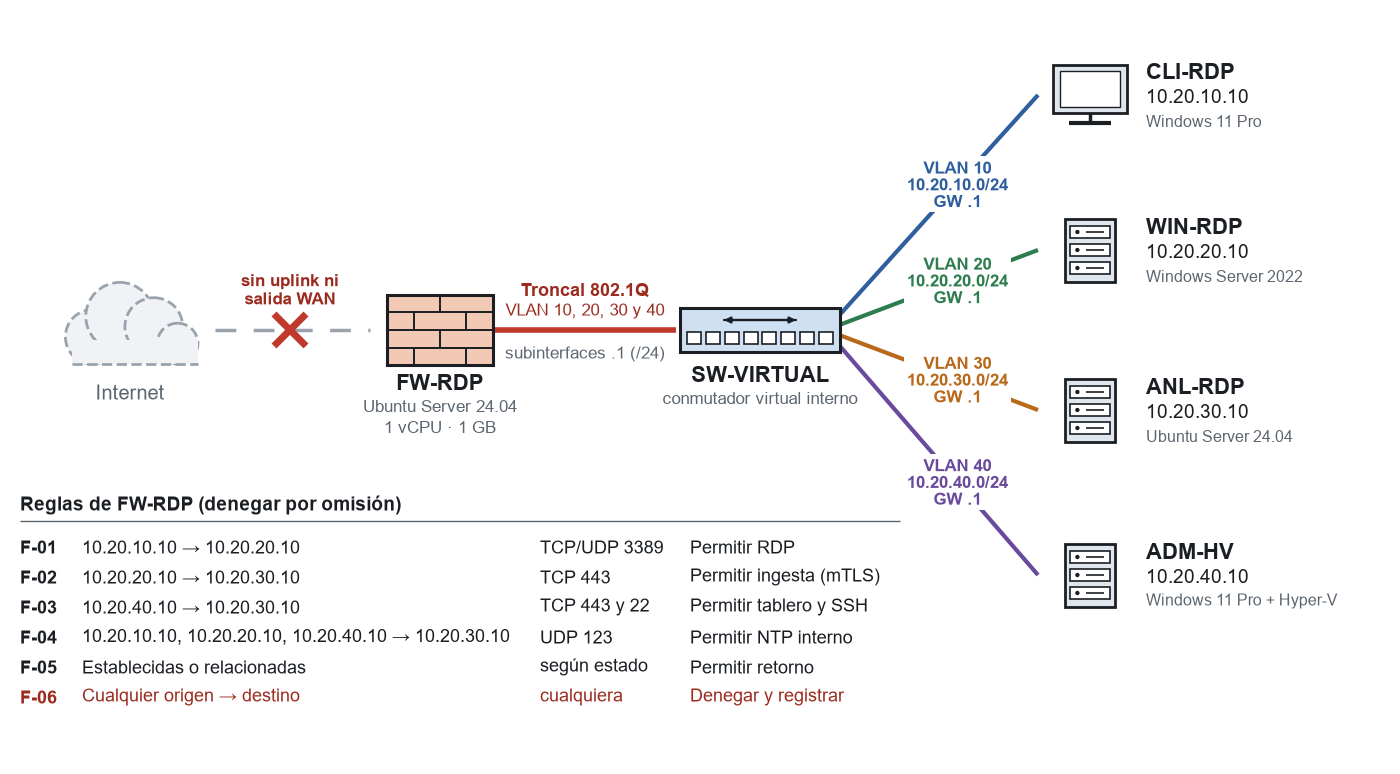 CLI-RDP
10.20.10.10
Windows 11 Pro
VLAN 10
10.20.10.0/24
GW .1
WIN-RDP
10.20.20.10
Windows Server 2022
VLAN 20
10.20.20.0/24
GW .1
sin uplink ni
salida WAN
Troncal 802.1Q
VLAN 10, 20, 30 y 40
subinterfaces .1 (/24)
Internet
FW-RDP
Ubuntu Server 24.04
1 vCPU · 1 GB
SW-VIRTUAL
conmutador virtual interno
VLAN 30
10.20.30.0/24
GW .1
ANL-RDP
10.20.30.10
Ubuntu Server 24.04
VLAN 40
10.20.40.0/24
GW .1
ADM-HV
10.20.40.10
Windows 11 Pro + Hyper-V
Reglas de FW-RDP (denegar por omisión)
F-01 10.20.10.10 → 10.20.20.10 TCP/UDP 3389 Permitir RDP
F-02 10.20.20.10 → 10.20.30.10 TCP 443 Permitir ingesta (mTLS)
F-03 10.20.40.10 → 10.20.30.10 TCP 443 y 22 Permitir tablero y SSH
F-04 10.20.10.10, 10.20.20.10, 10.20.40.10 → 10.20.30.10 UDP 123 Permitir NTP interno
F-05 Establecidas o relacionadas según estado Permitir retorno
F-06 Cualquier origen → destino cualquiera Denegar y registrar